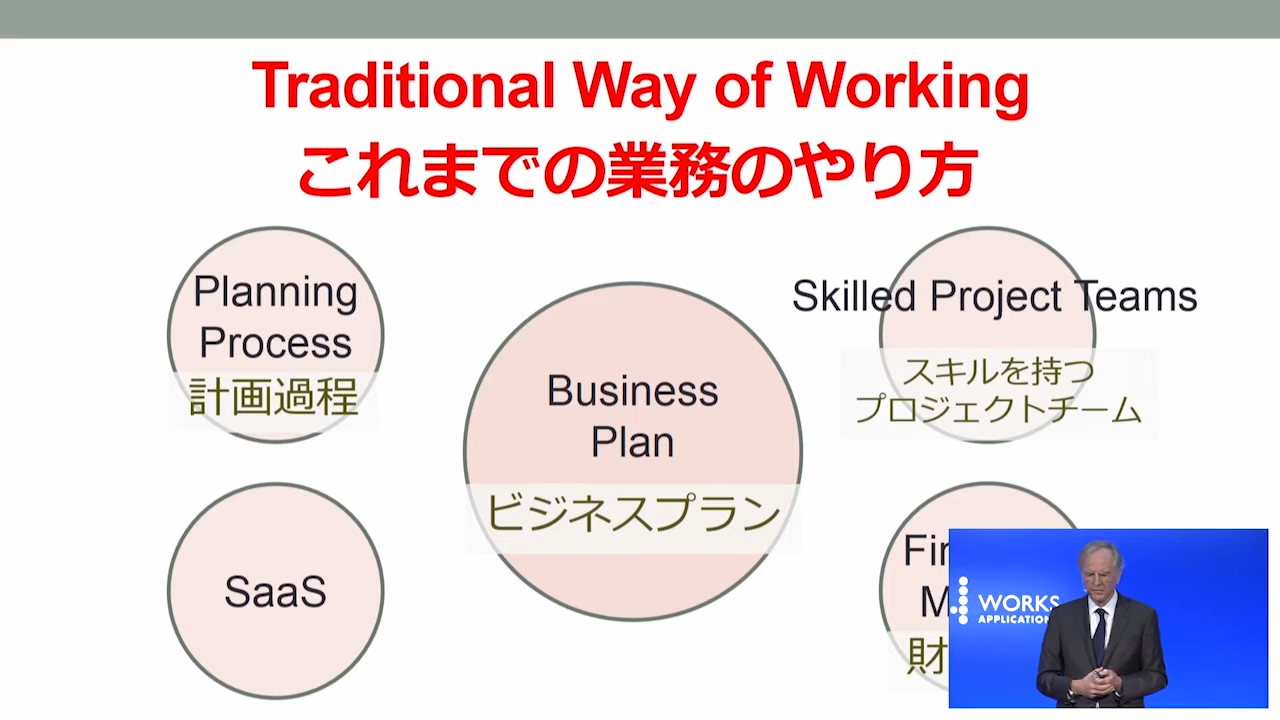 Traditional Way of Working
これまでの業務のやり方
Planning
Process
計画過程
Business
Plan
ビジネスプラン
Skilled Project Teams
スキルを持つ
プロジェクトチーム
SaaS
WORKS